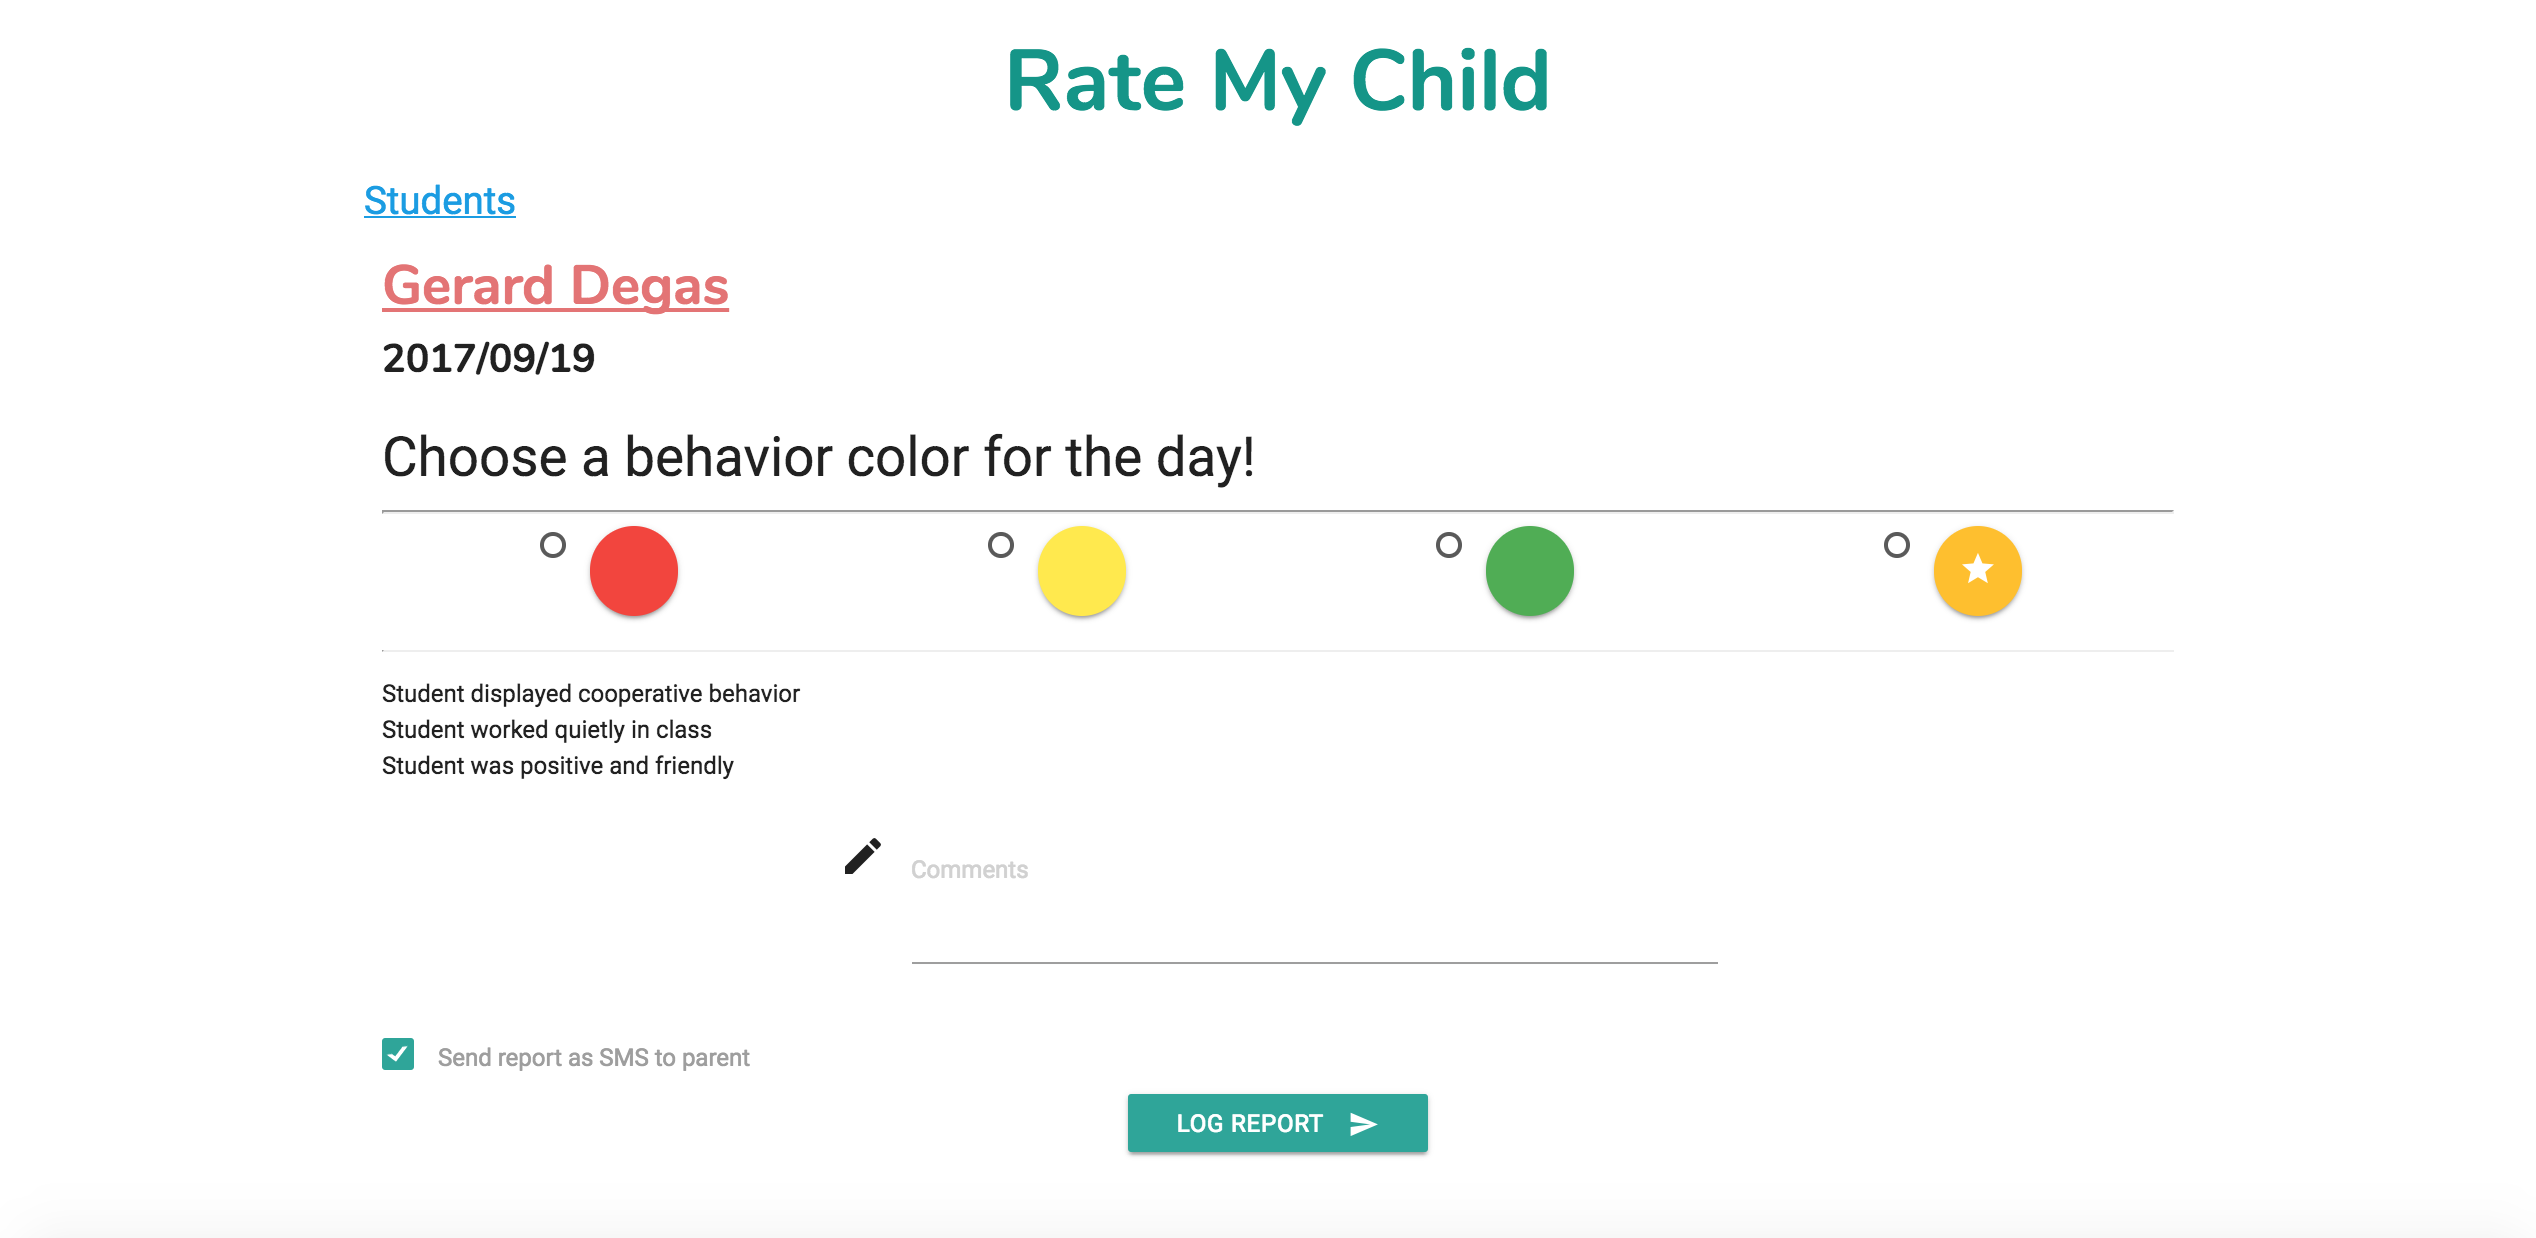 Rate My Child
Students
Gerard Degas
2017/09/19
Choose a behavior color for the day!
Student displayed cooperative behavior
Student worked quietly in class
Student was positive and friendly
Comments
Send report as SMS to parent
LOG REPORT